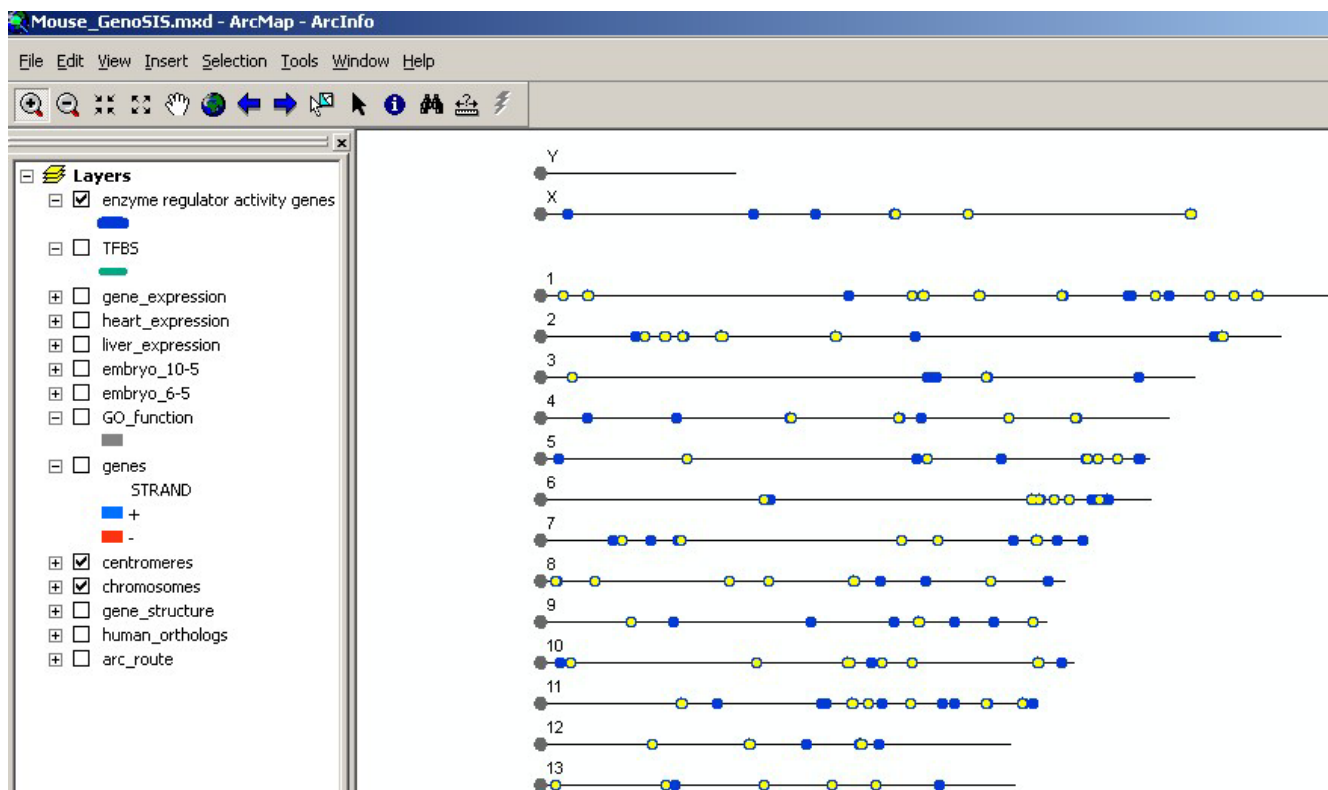 Mouse_GenoSIS.mxd - ArcMap - ArcInfo
File Edit View Insert Selection Tools Window Help
Layers
enzyme regulator activity genes
TFBS
gene_expression
heart_expression
liver_expression
embryo_10-5
embryo_6-5
GO_function
genes
STRAND
+
-
centromeres
chromosomes
gene_structure
human_orthologs
arc_route
Y
X
1
2
3
4
5
6
7
8
9
10
11
12
13